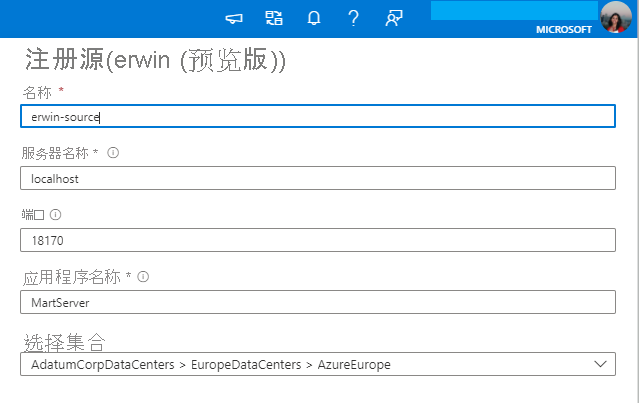 MICROSOFT
注册源(erwin (预览版))
名称 *
erwin-source
服务器名称 *
localhost
端口
18170
应用程序名称 *
MartServer
选择集合
AdatumCorpDataCenters > EuropeDataCenters > AzureEurope